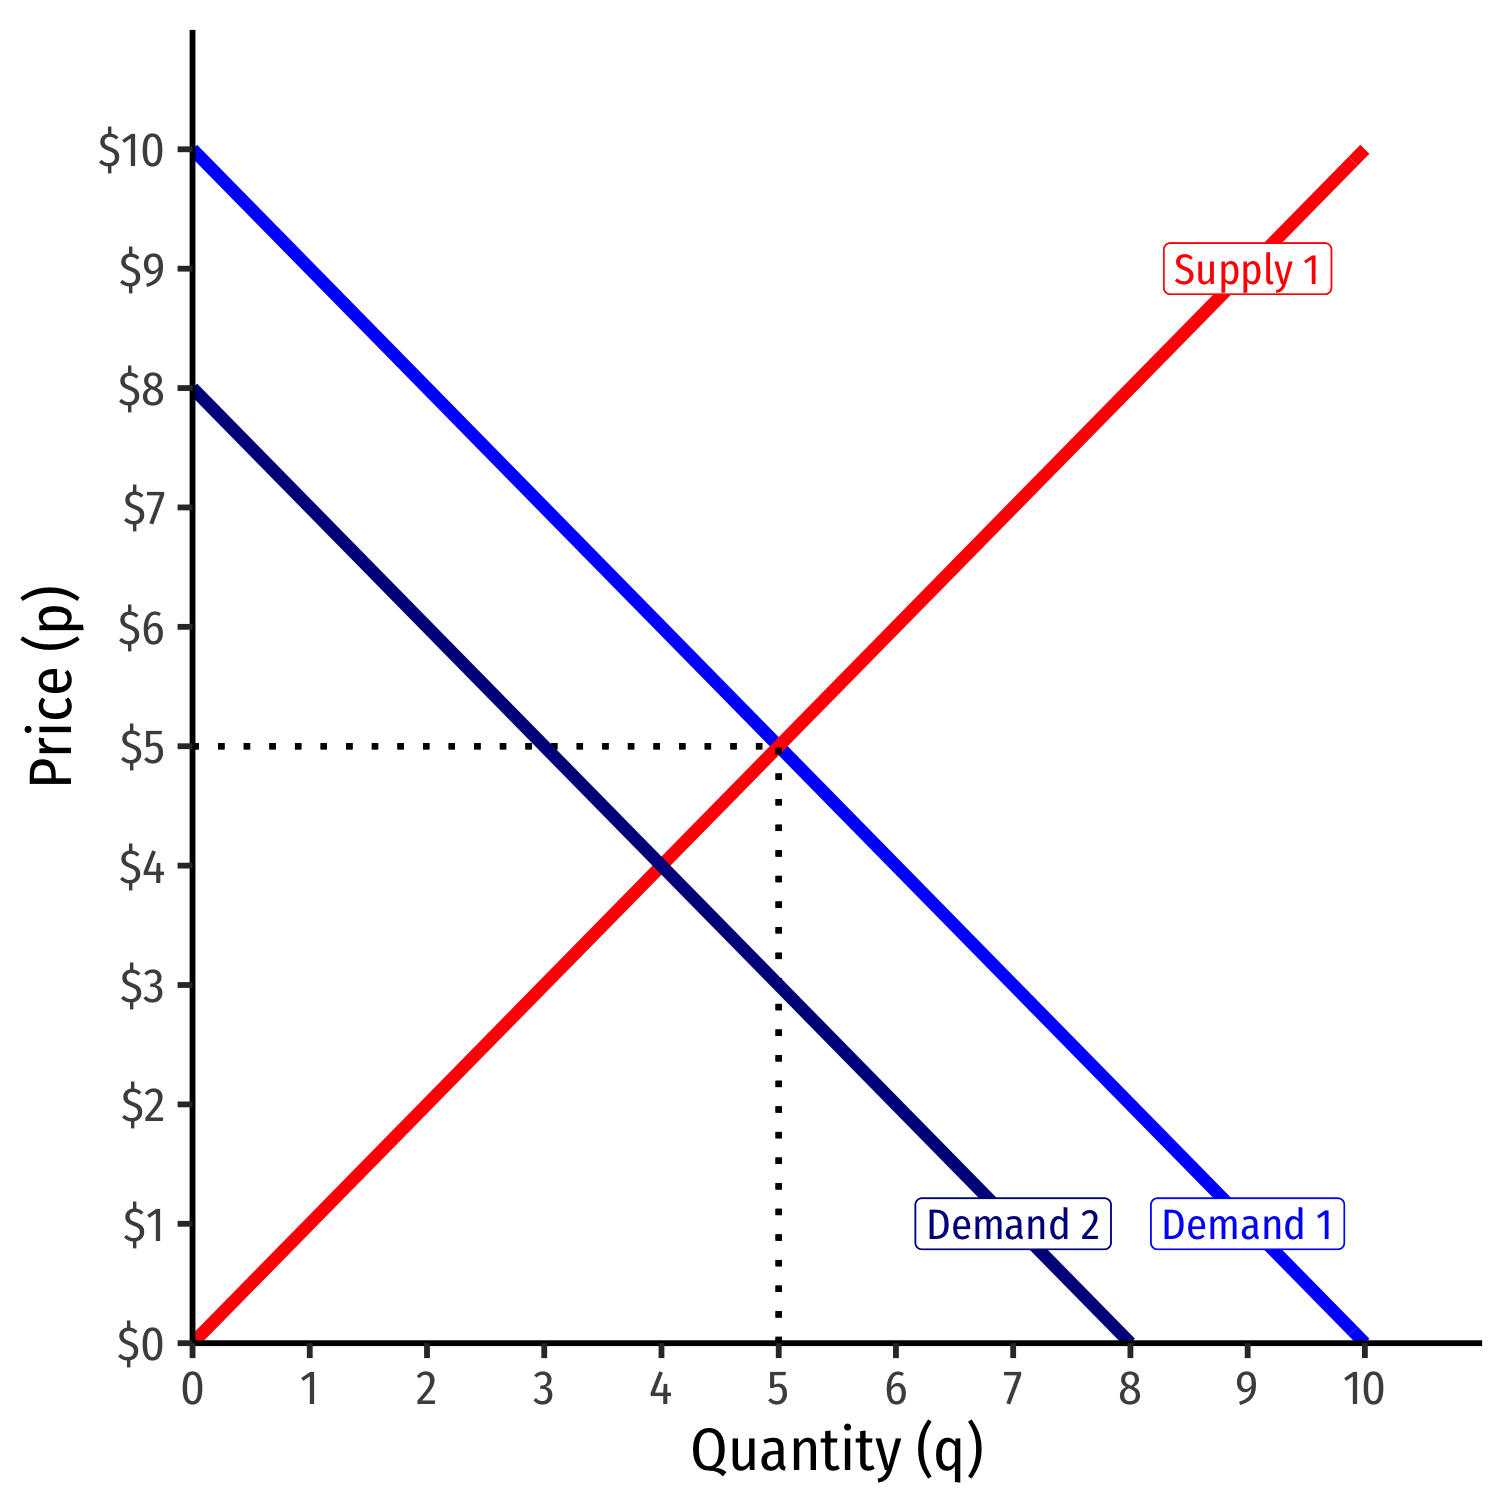 $10
$9
Supply 1
$8
$7
$6
Price (p)
$5
$4
$3
$2
$1
Demand 2
Demand 1
$0
0 1 2 3 4 5 6 7 8 9 10
Quantity (q)